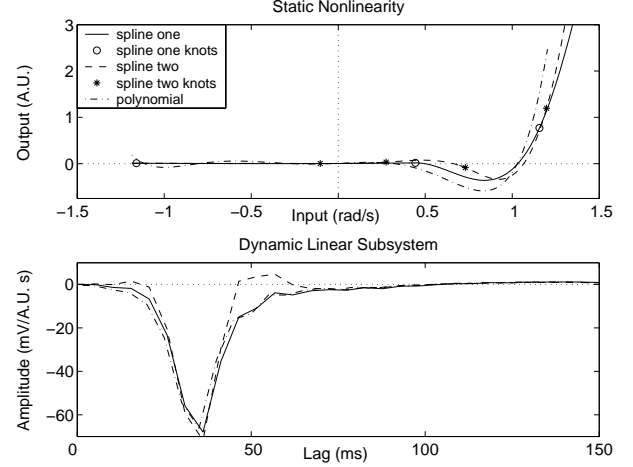 Static Nonlinearity
Output (A.U.)
3
2
1
0
spline one
spline one knots
spline two
spline two knots
polynomial
−1.5 −1 −0.5 0 0.5 1 1.5
Input (rad/s)
Dynamic Linear Subsystem
Amplitude (mV/A.U. s)
0
−20
−40
−60
0 50 100 150
Lag (ms)